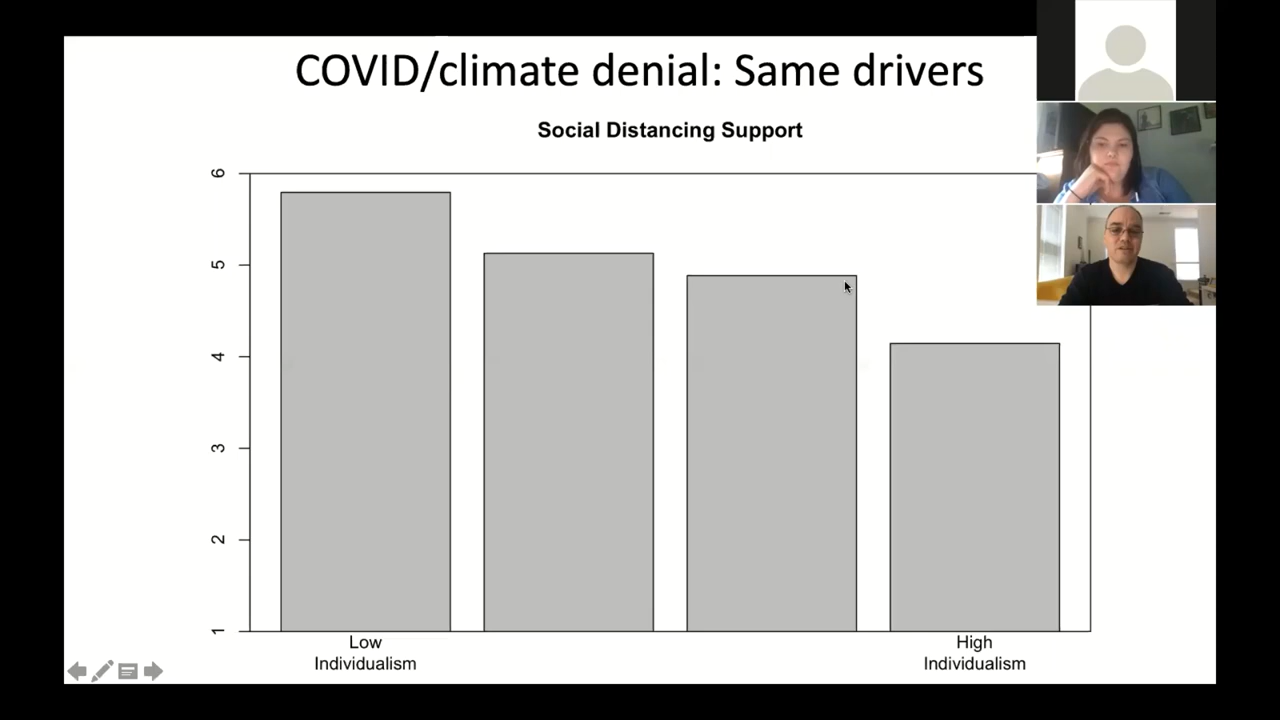 COVID/climate denial: Same drivers
Social Distancing Support
6
5
4
3
2
1
Low
Individualism
High
Individualism